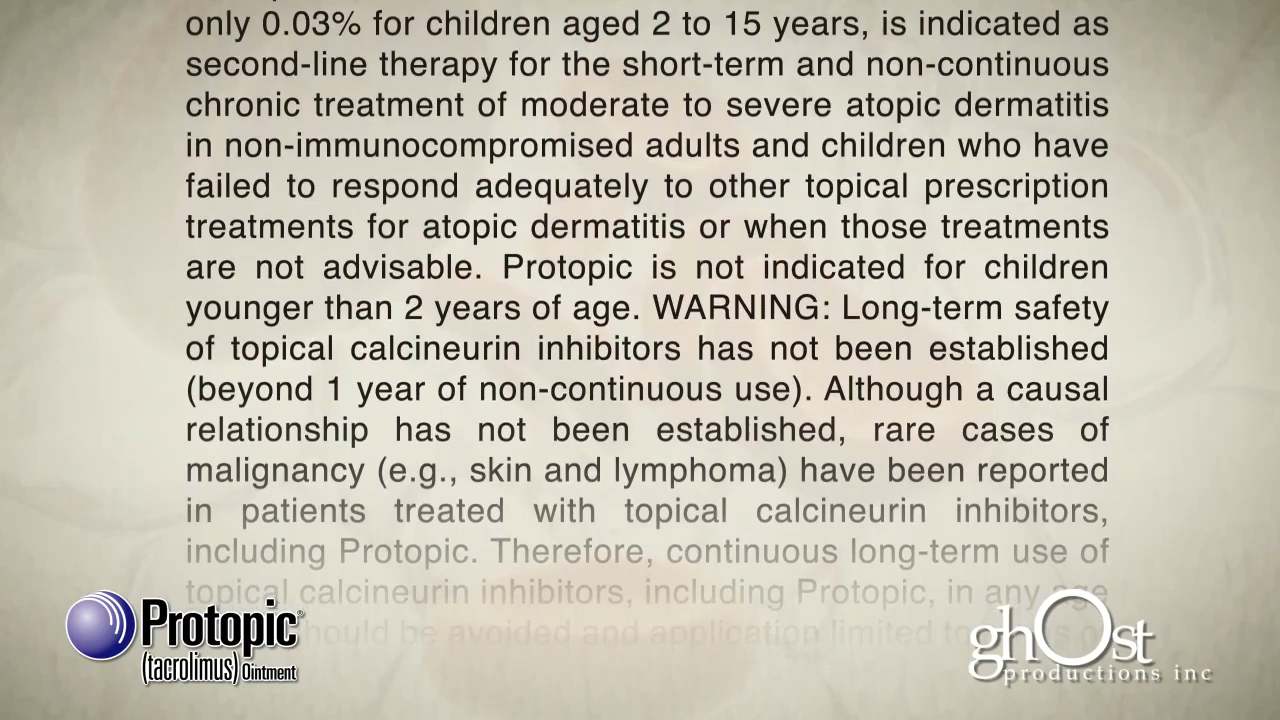 only 0.03% for children aged 2 to 15 years, is indicated as
second-line therapy for the short-term and non-continuous
chronic treatment of moderate to severe atopic dermatitis
in non-immunocompromised adults and children who have
failed to respond adequately to other topical prescription
treatments for atopic dermatitis or when those treatments
are not advisable. Protopic is not indicated for children
younger than 2 years of age. WARNING: Long-term safety
of topical calcineurin inhibitors has not been established
(beyond 1 year of non-continuous use). Although a causal
relationship has not been established, rare cases of
malignancy (e.g., skin and lymphoma) have been reported
in patients treated with topical calcineurin inhibitors,
including Protopic. Therefore, continuous long-term use of
topical calcineurin inhibitors, including Protopic, in any age
should be avoided and application limited to
Protopic®
(tacrolimus) Ointment
ghOst
productions inc